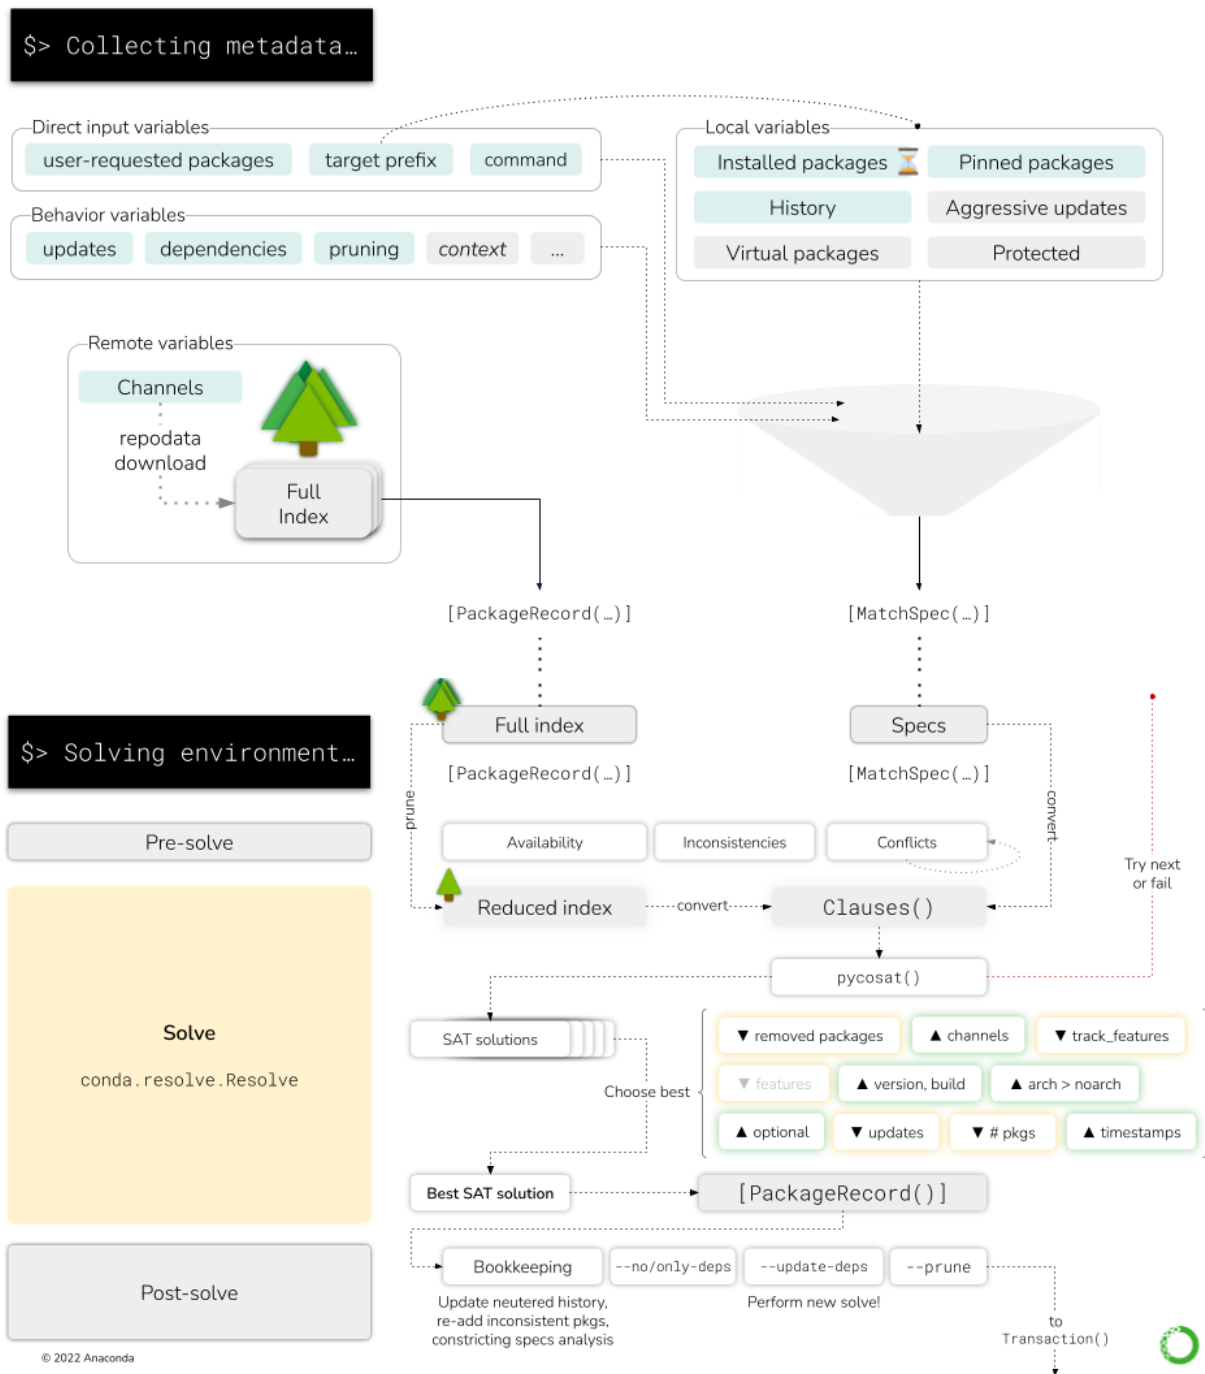 $> Collecting metadata…
Direct input variables
user-requested packages
target prefix
command
Behavior variables
updates
dependencies
pruning
context
...
Local variables
Installed packages ⏳
Pinned packages
History
Aggressive updates
Virtual packages
Protected
Remote variables
Channels
repodata
download
Full
Index
[PackageRecord(…)]
[MatchSpec(…)]
$> Solving environment…
Full index
Specs
[PackageRecord(…)]
[MatchSpec(…)]
prune
convert
Pre-solve
Availability
Inconsistencies
Conflicts
Try next
or fail
Reduced index
convert
Clauses()
pycosat()
Solve
conda.resolve.Resolve
SAT solutions
Choose best
▼ removed packages
▲ channels
▼ track_features
▼ features
▲ version, build
▲ arch > noarch
▲ optional
▼ updates
▼ # pkgs
▲ timestamps
Best SAT solution
[PackageRecord()]
Post-solve
Bookkeeping
--no/only-deps
--update-deps
--prune
Update neutered history,
re-add inconsistent pkgs,
constricting specs analysis
Perform new solve!
to
Transaction()
© 2022 Anaconda